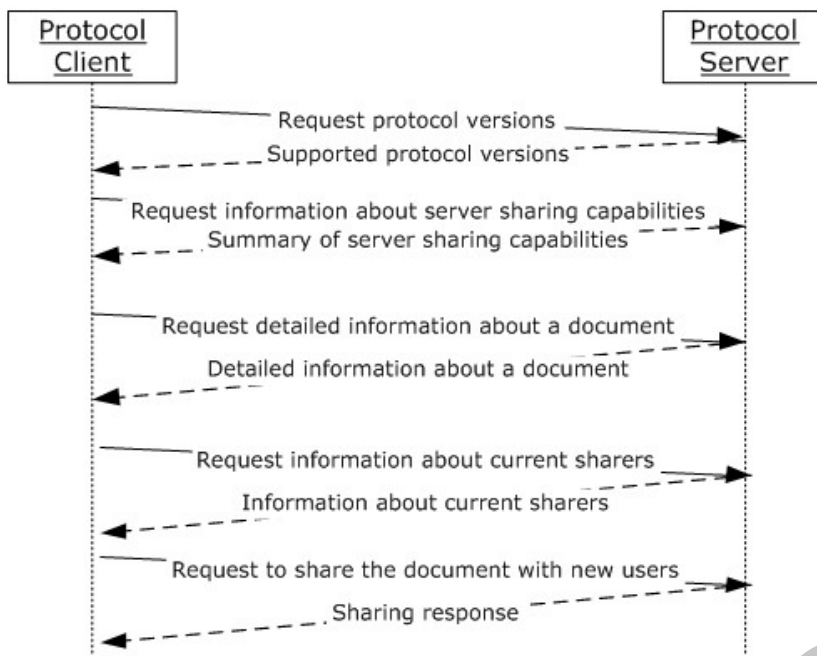 Protocol
Client
Protocol
Server
Request protocol versions
Supported protocol versions
Request information about server sharing capabilities
Summary of server sharing capabilities
Request detailed information about a document
Detailed information about a document
Request information about current sharers
Information about current sharers
Request to share the document with new users
Sharing response